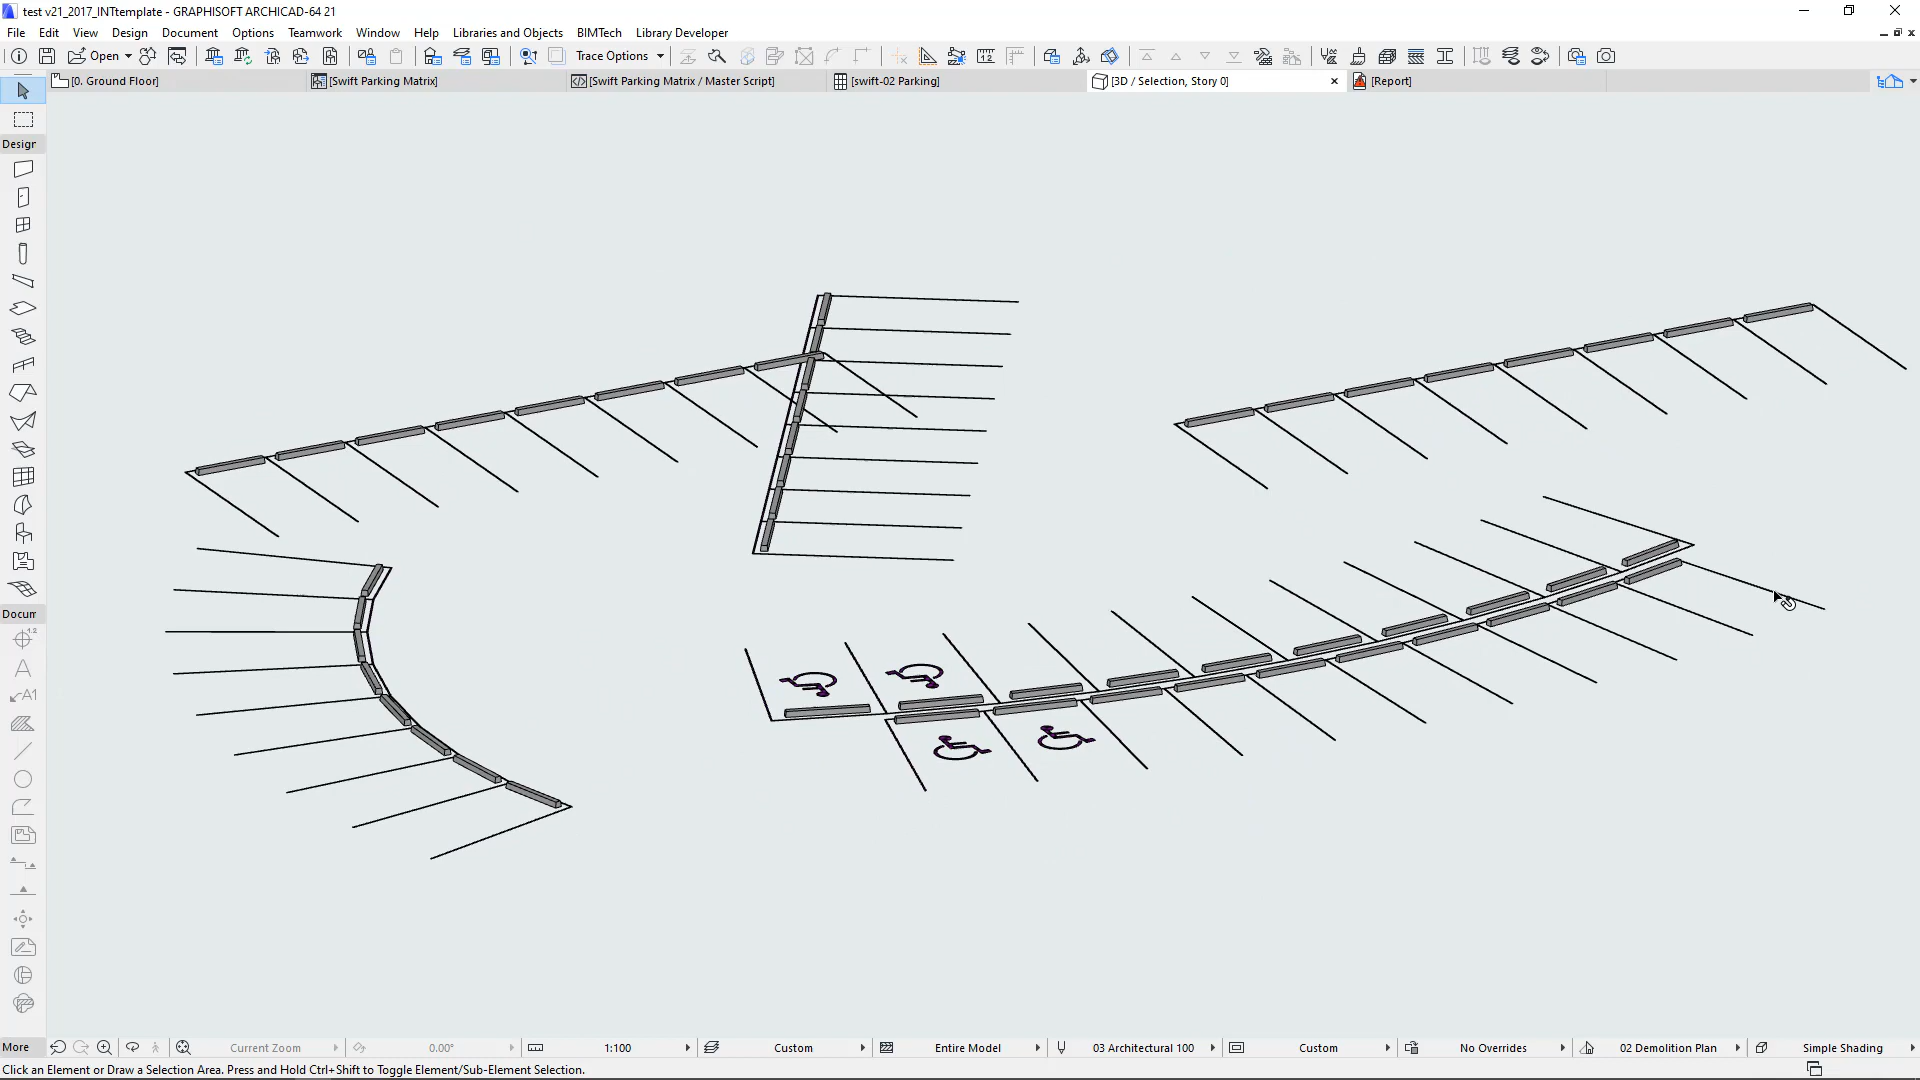 test v21_2017_INTtemplate - GRAPHISOFT ARCHICAD-64 21
File Edit View Design Document Options Teamwork Window Help Libraries and Objects BIMTech Library Developer
Open Trace Options 12
[0. Ground Floor] [Swift Parking Matrix] [Swift Parking Matrix / Master Script] [swift-02 Parking] [3D / Selection, Story 0] [Report]
Design
Docum
1.2
A
A1
More Current Zoom 0.00° 1:100 Custom Entire Model 03 Architectural 100 Custom No Overrides 02 Demolition Plan Simple Shading
Click an Element or Draw a Selection Area. Press and Hold Ctrl+Shift to Toggle Element/Sub-Element Selection.